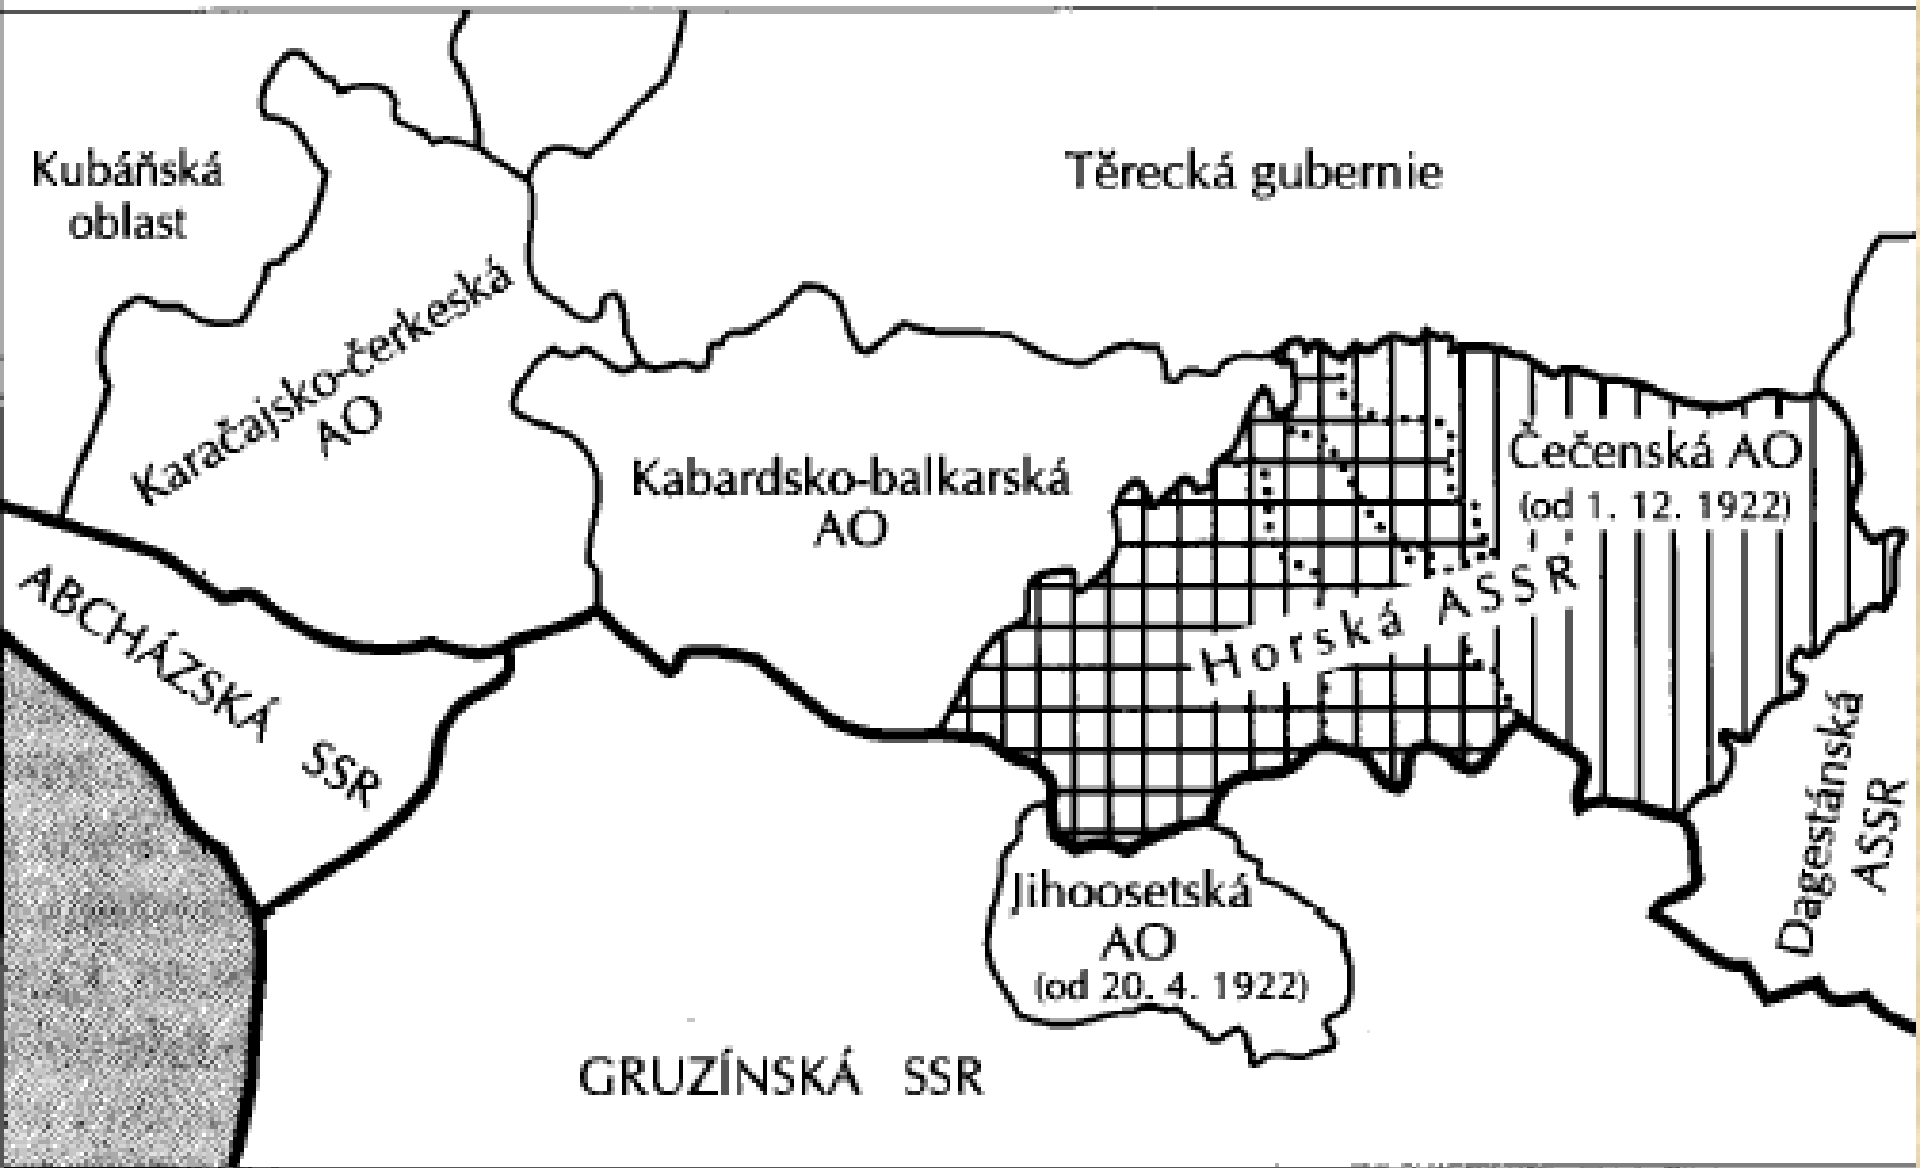 Kubáňská
oblast
Těrecká gubernie
Karačajsko-čerkeská
AO
Kabardsko-balkarská
AO
Čečenská AO
(od 1. 12. 1922)
Horská ASSR
ABCHÁZSKÁ SSR
Dagestánská
ASSR
Jihoosetská
AO
(od 20. 4. 1922)
GRUZÍNSKÁ SSR